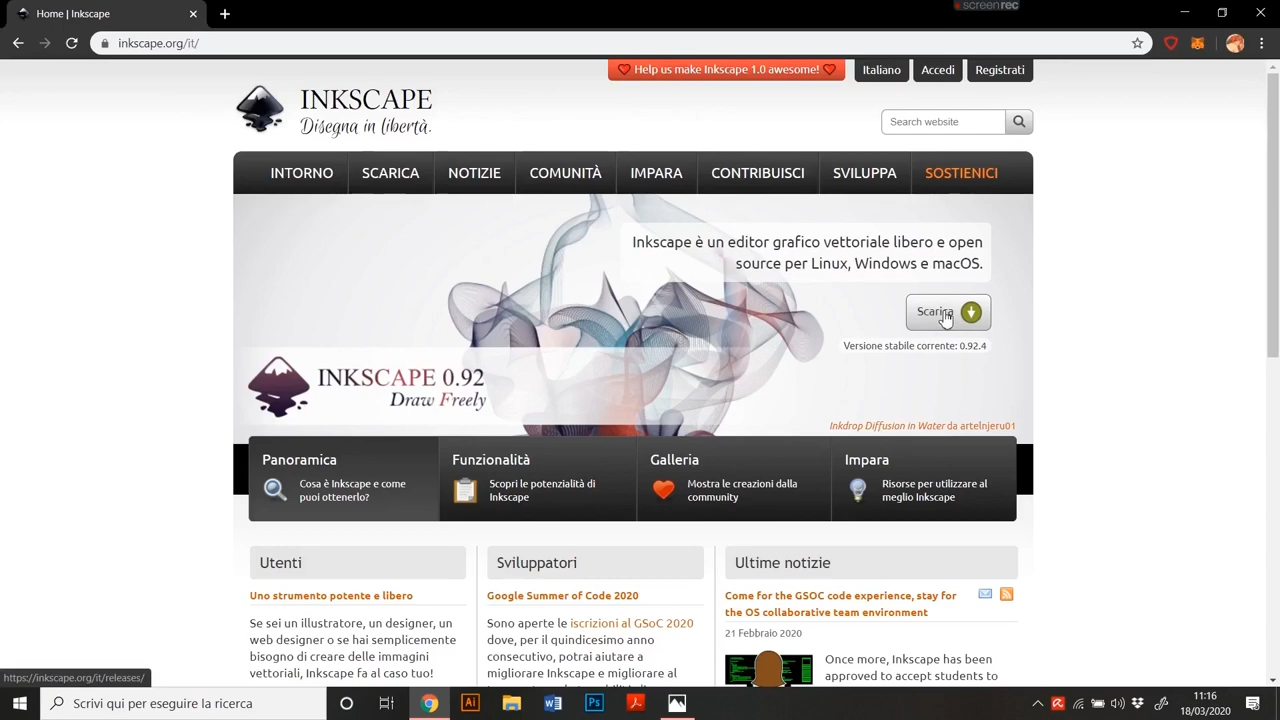 screenrec
Home | Inkscape
inkscape.org/it/
Help us make Inkscape 1.0 awesome!
Italiano
Accedi
Registrati
INKSCAPE
Disegna in libertà.
Search website
INTORNO
SCARICA
NOTIZIE
COMUNITÀ
IMPARA
CONTRIBUISCI
SVILUPPA
SOSTIENICI
Inkscape è un editor grafico vettoriale libero e open
source per Linux, Windows e macOS.
Scarica
Versione stabile corrente: 0.92.4
INKSCAPE 0.92
Draw Freely
Inkdrop Diffusion in Water da artelnjeru01
Panoramica
Cosa è Inkscape e come
puoi ottenerlo?
Funzionalità
Scopri le potenzialità di
Inkscape
Galleria
Mostra le creazioni dalla
community
Impara
Risorse per utilizzare al
meglio Inkscape
Utenti
Uno strumento potente e libero
Se sei un illustratore, un designer, un
web designer o se hai semplicemente
bisogno di creare delle immagini
vettoriali, Inkscape fa al caso tuo!
Sviluppatori
Google Summer of Code 2020
Sono aperte le iscrizioni al GSoC 2020
dove, per il quindicesimo anno
consecutivo, potrai aiutare a
migliorare Inkscape e migliorare al
Ultime notizie
Come for the GSOC code experience, stay for
the OS collaborative team environment
21 Febbraio 2020
Once more, Inkscape has been
approved to accept students to
https://inkscape.org/it/releases/
Scrivi qui per eseguire la ricerca
Ai
Ps
11:16
18/03/2020